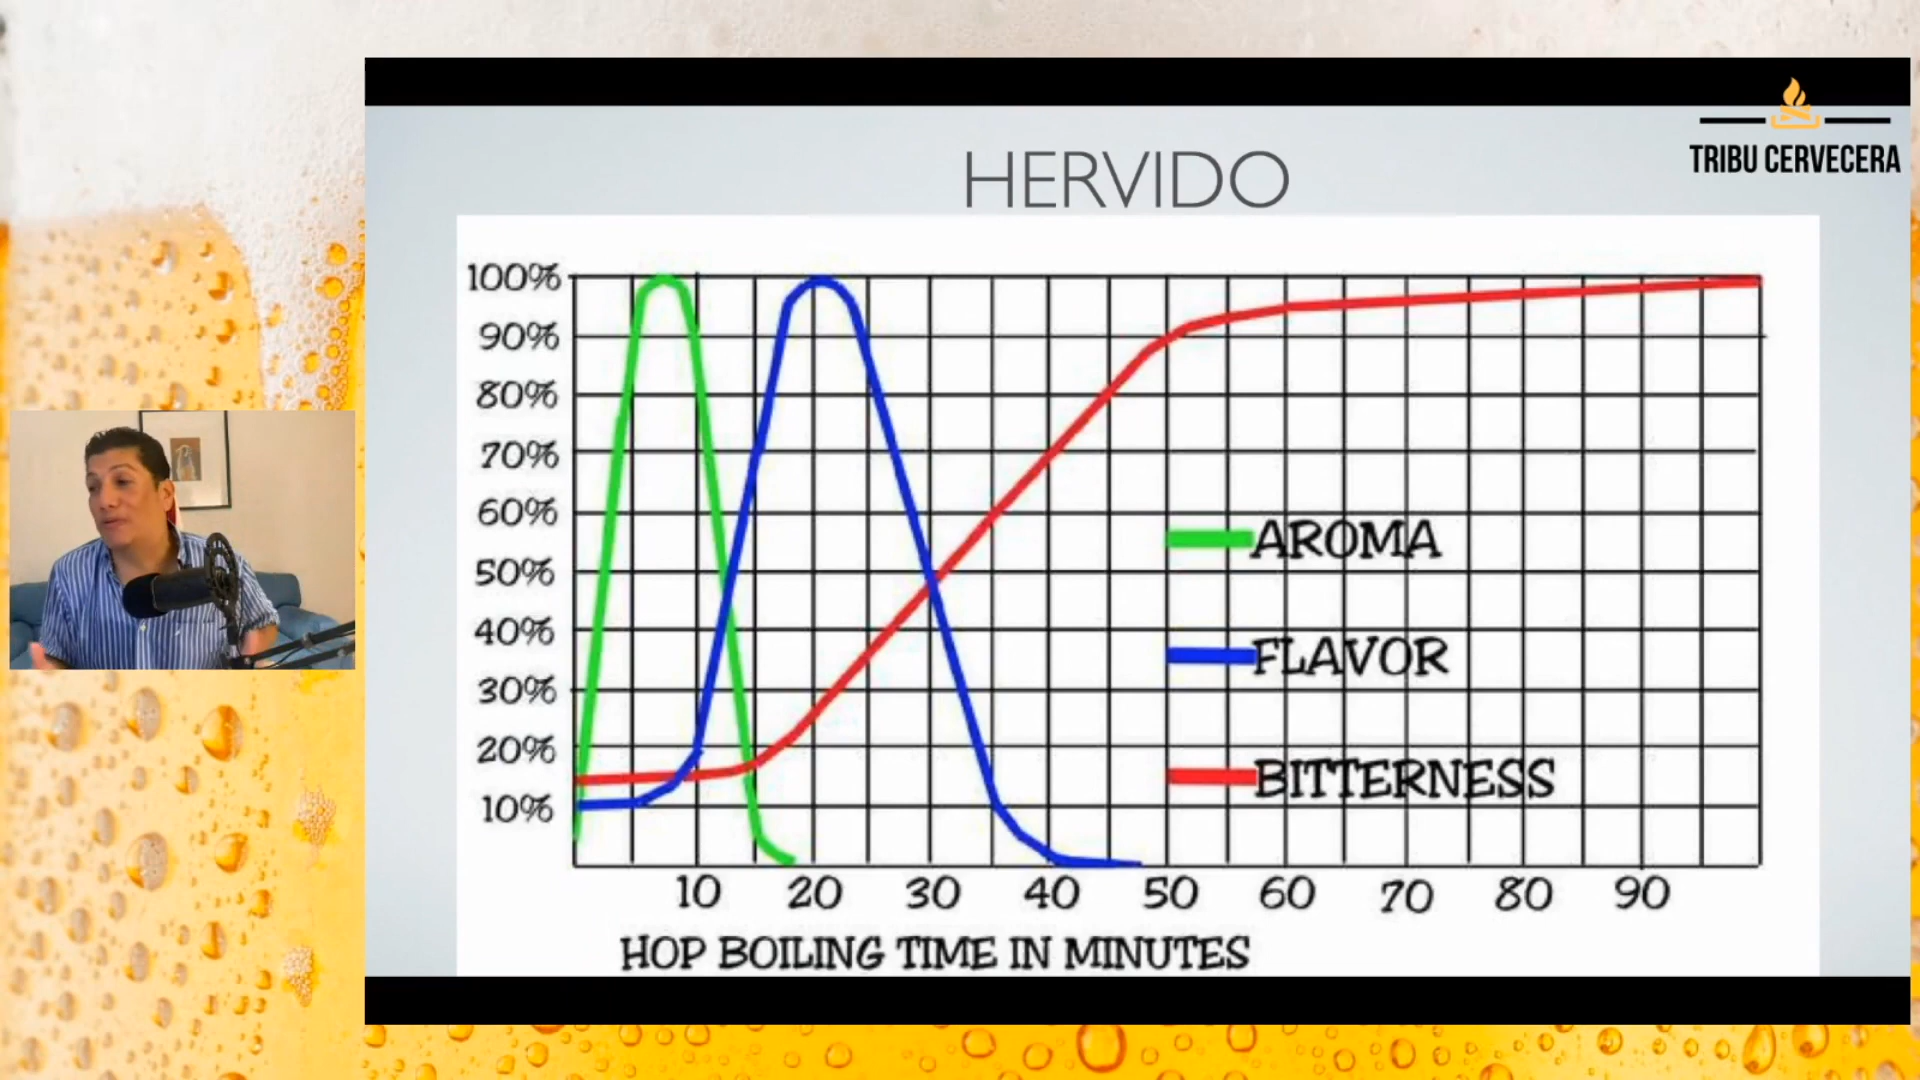 TRIBU CERVECERA
HERVIDO
100%
90%
80%
70%
60%
50%
40%
30%
20%
10%
AROMA
FLAVOR
BITTERNESS
10 20 30 40 50 60 70 80 90
HOP BOILING TIME IN MINUTES